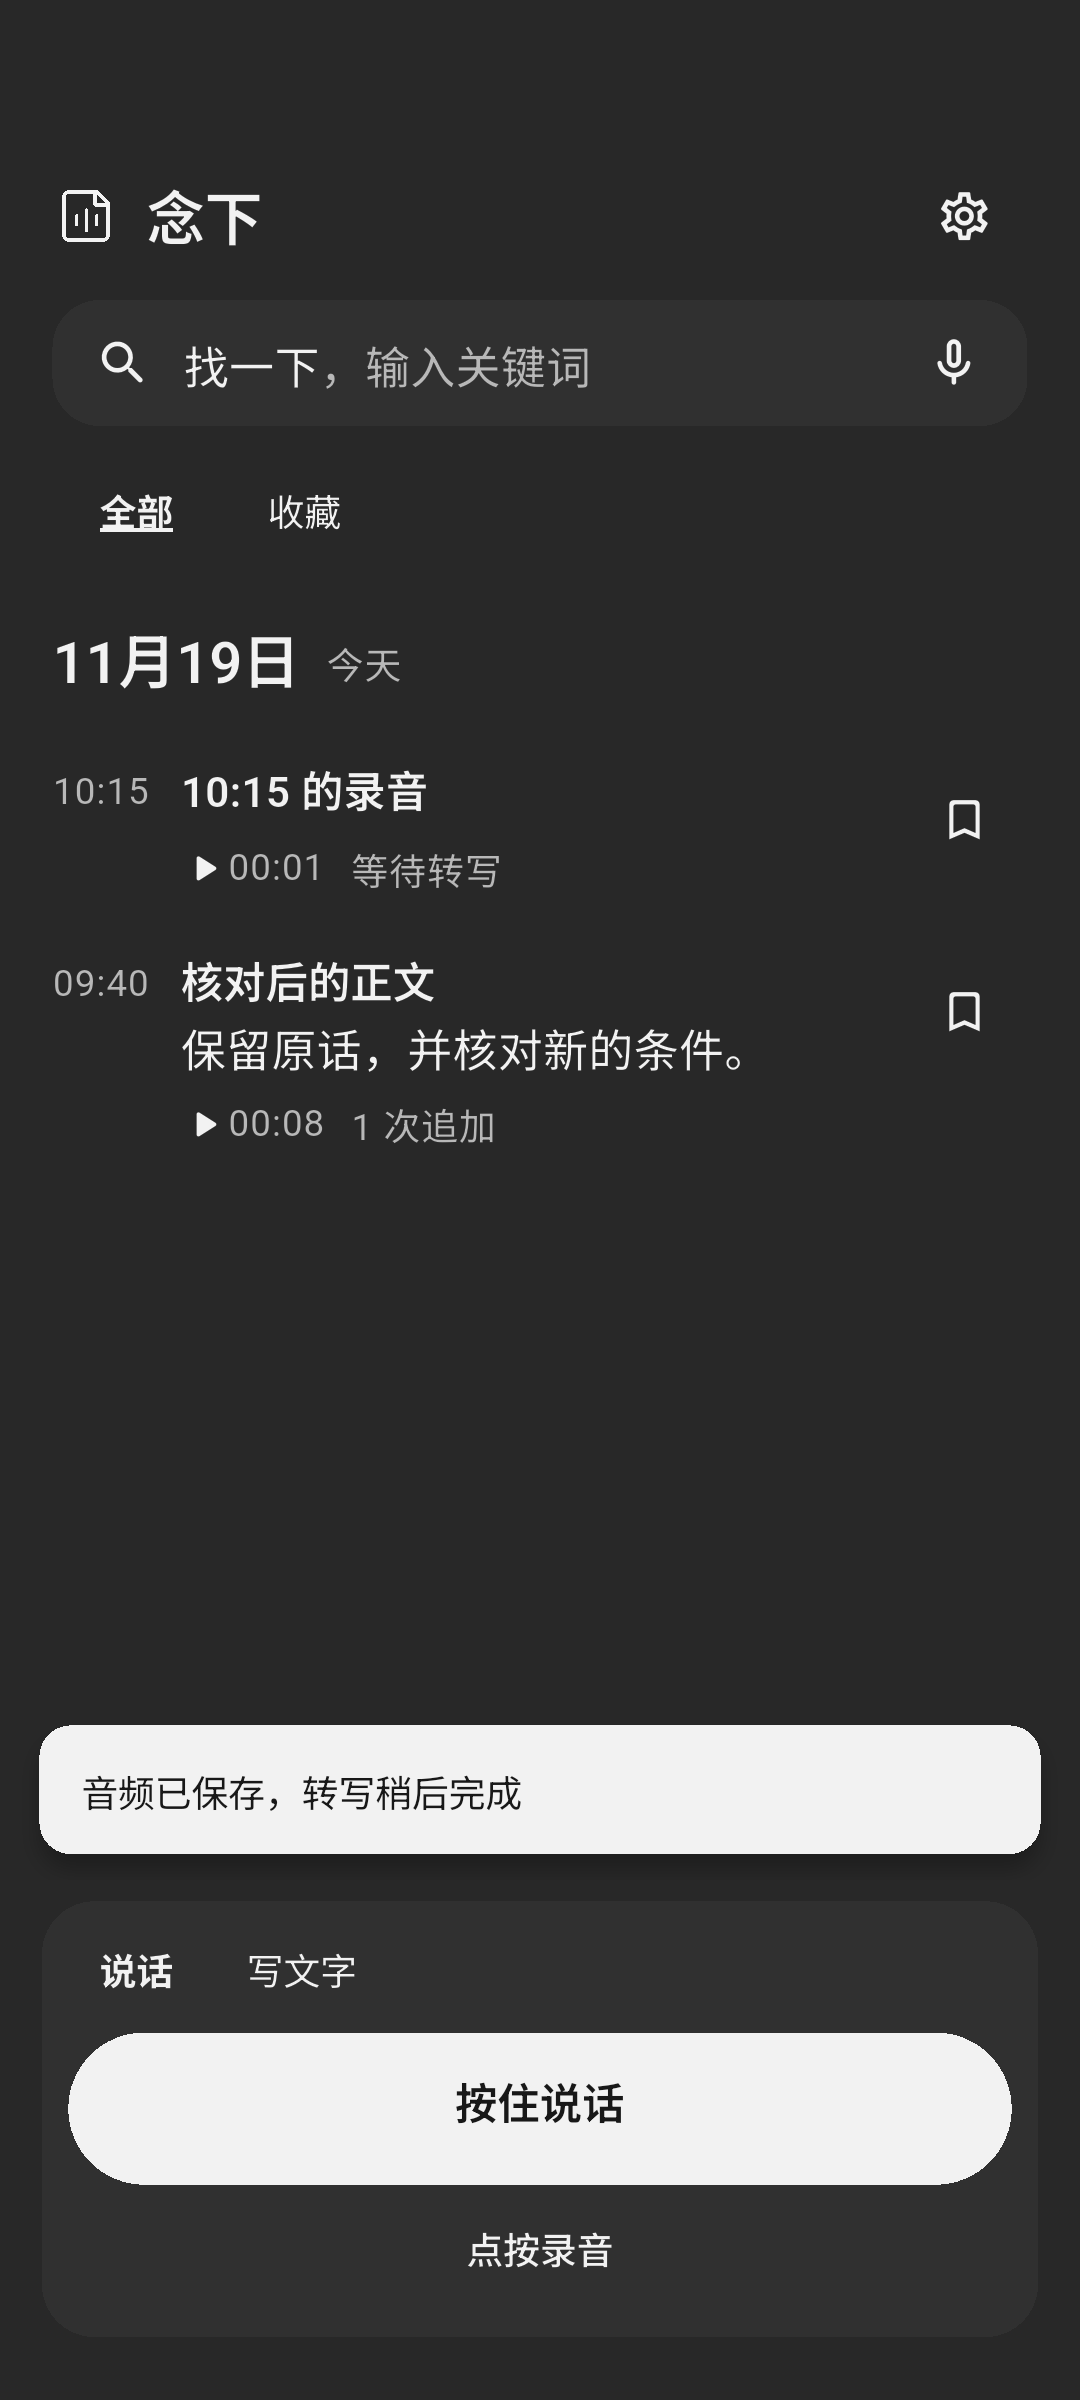 念下
找一下，输入关键词
全部 收藏
11月19日 今天
10:15 10:15 的录音
00:01 等待转写
09:40 核对后的正文
保留原话，并核对新的条件。
00:08 1 次追加
音频已保存，转写稍后完成
说话 写文字
按住说话
点按录音